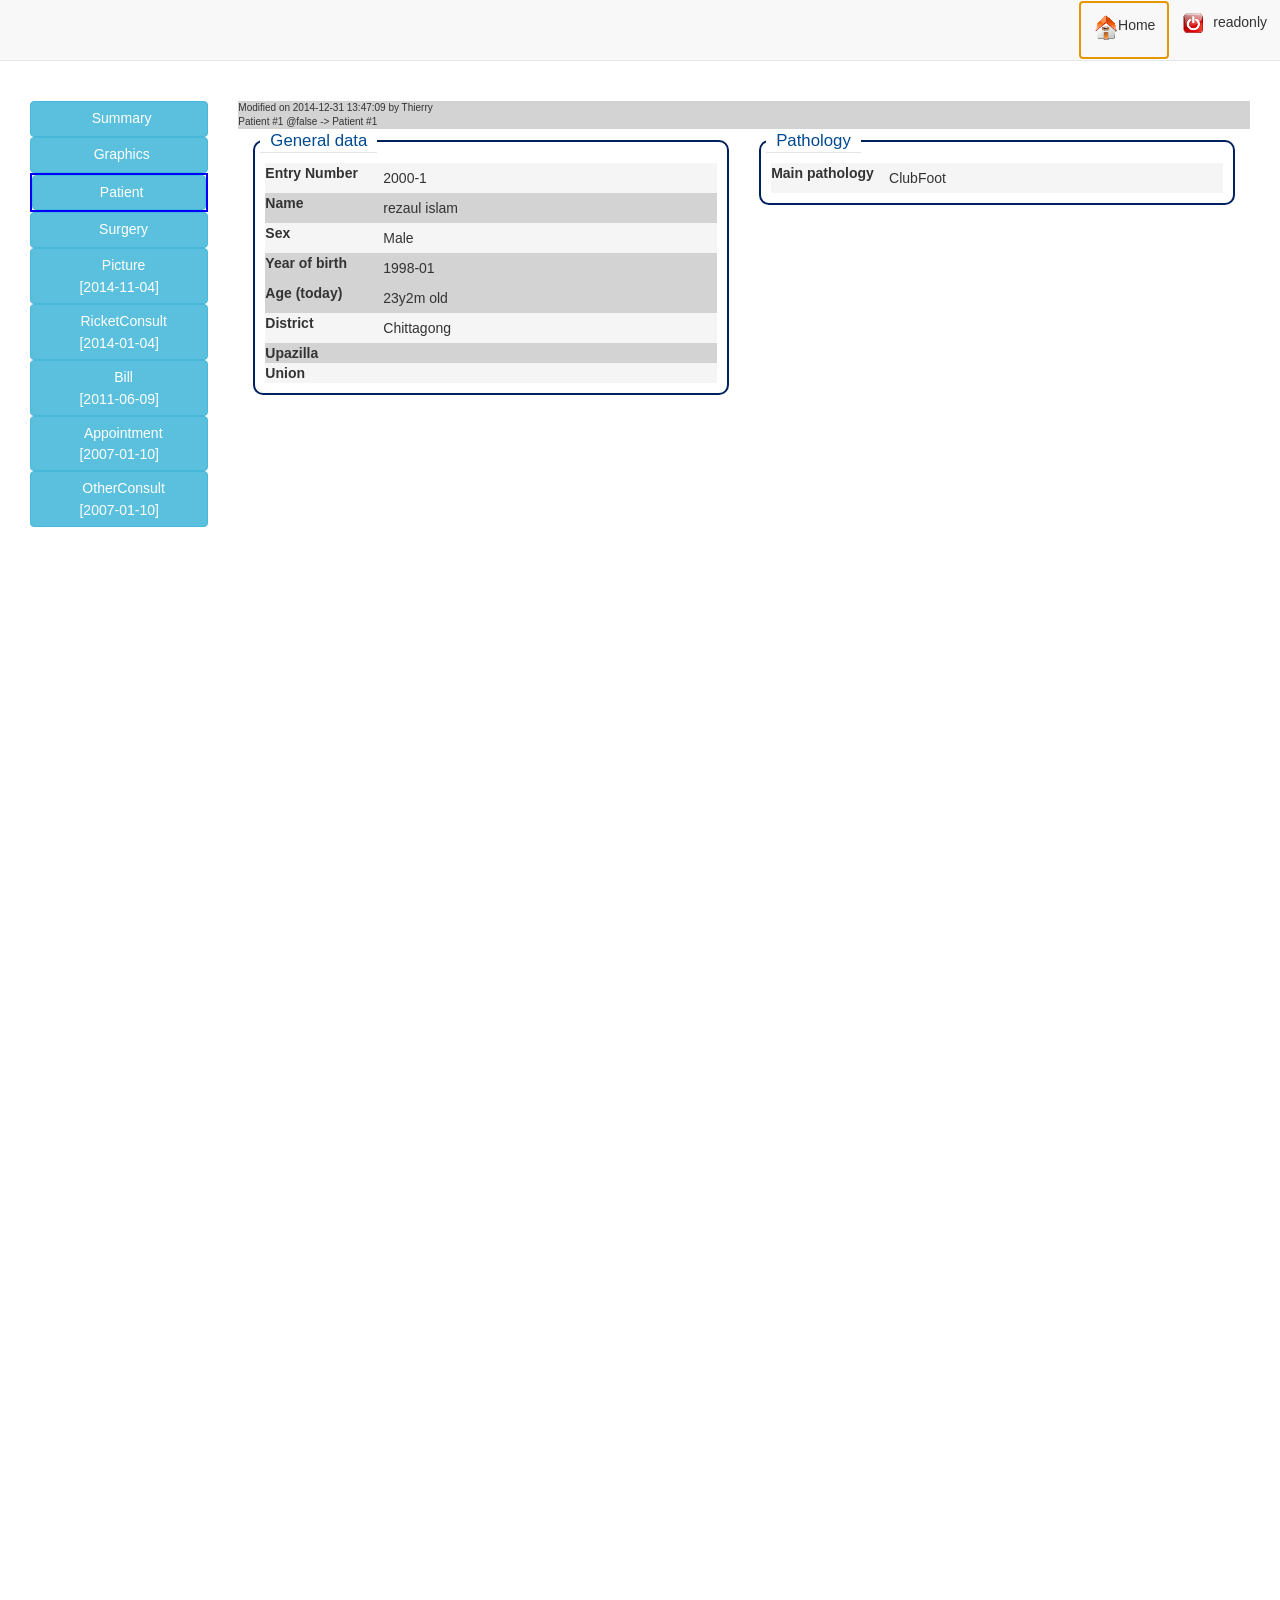 Home
readonly
Summary
Graphics
Patient
Surgery
Picture
[2014-11-04]
RicketConsult
[2014-01-04]
Bill
[2011-06-09]
Appointment
[2007-01-10]
OtherConsult
[2007-01-10]
Modified on 2014-12-31 13:47:09 by Thierry
Patient #1 @false -> Patient #1
General data
Entry Number 2000-1
Name rezaul islam
Sex Male
Year of birth 1998-01
Age (today) 23y2m old
District Chittagong
Upazilla
Union
Pathology
Main pathology ClubFoot